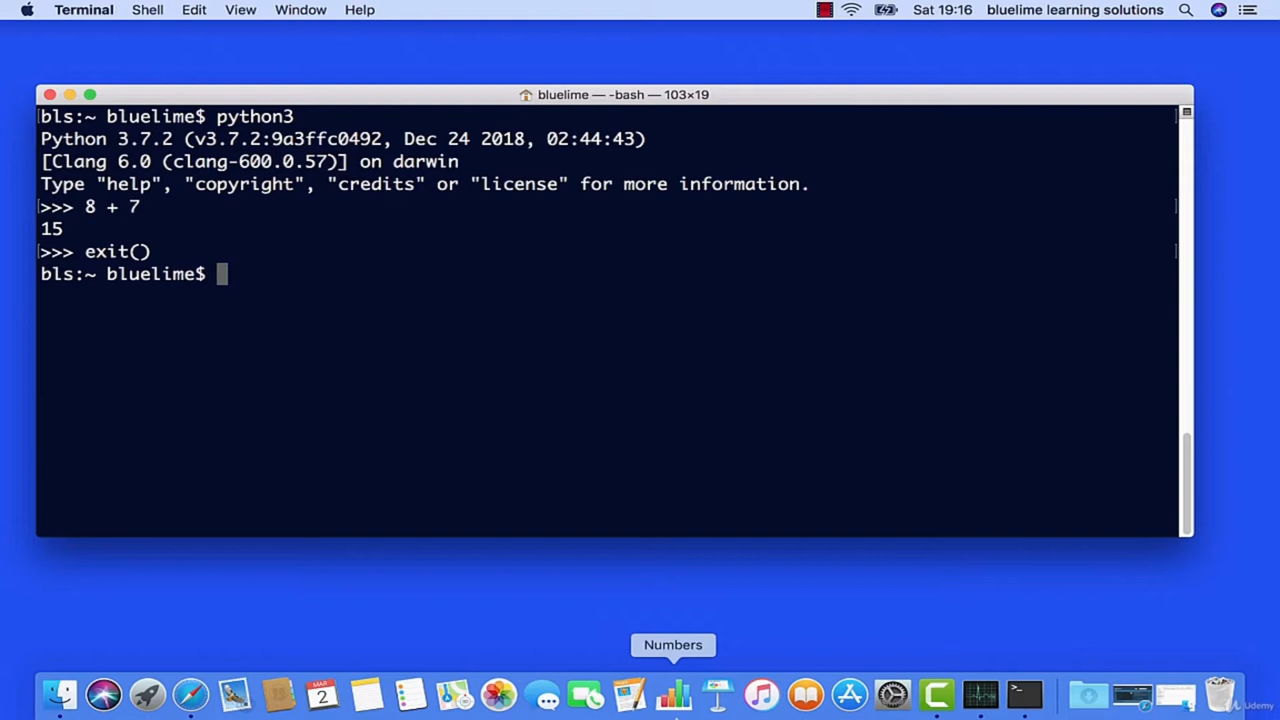 Terminal Shell Edit View Window Help Sat 19:16 bluelime learning solutions
bluelime — -bash — 103×19
bls:~ bluelime$ python3
Python 3.7.2 (v3.7.2:9a3ffc0492, Dec 24 2018, 02:44:43)
[Clang 6.0 (clang-600.0.57)] on darwin
Type "help", "copyright", "credits" or "license" for more information.
>>> 8 + 7
15
>>> exit()
bls:~ bluelime$
Numbers
MAR
2
>_
Udemy